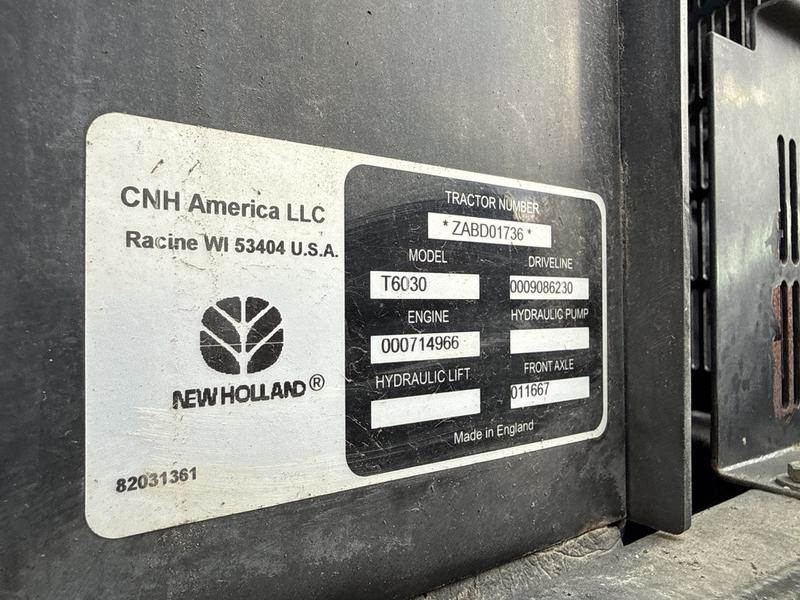 CNH America LLC
Racine WI 53404 U.S.A.
NEW HOLLAND®
82031361
TRACTOR NUMBER
*ZABD01736*
MODEL
T6030
DRIVELINE
0009086230
ENGINE
000714966
HYDRAULIC PUMP
HYDRAULIC LIFT
FRONT AXLE
011667
Made in England